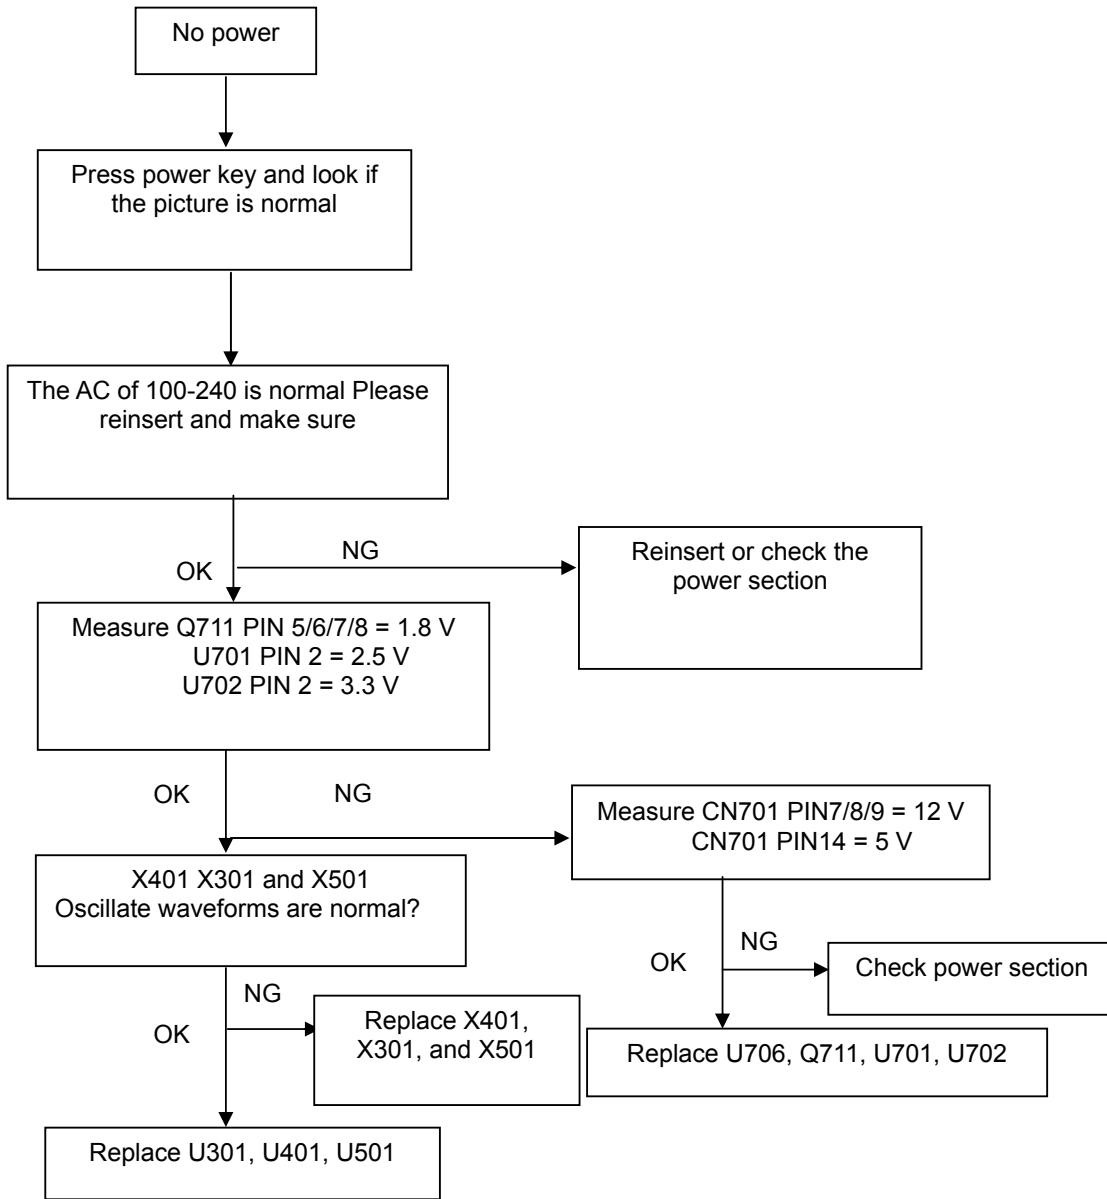 No power
Press power key and look if
the picture is normal
The AC of 100-240 is normal Please
reinsert and make sure
NG
OK
Reinsert or check the
power section
Measure Q711 PIN 5/6/7/8 = 1.8 V
U701 PIN 2 = 2.5 V
U702 PIN 2 = 3.3 V
OK
NG
Measure CN701 PIN7/8/9 = 12 V
CN701 PIN14 = 5 V
X401 X301 and X501
Oscillate waveforms are normal?
OK
NG
Check power section
NG
OK
Replace X401,
X301, and X501
Replace U706, Q711, U701, U702
Replace U301, U401, U501